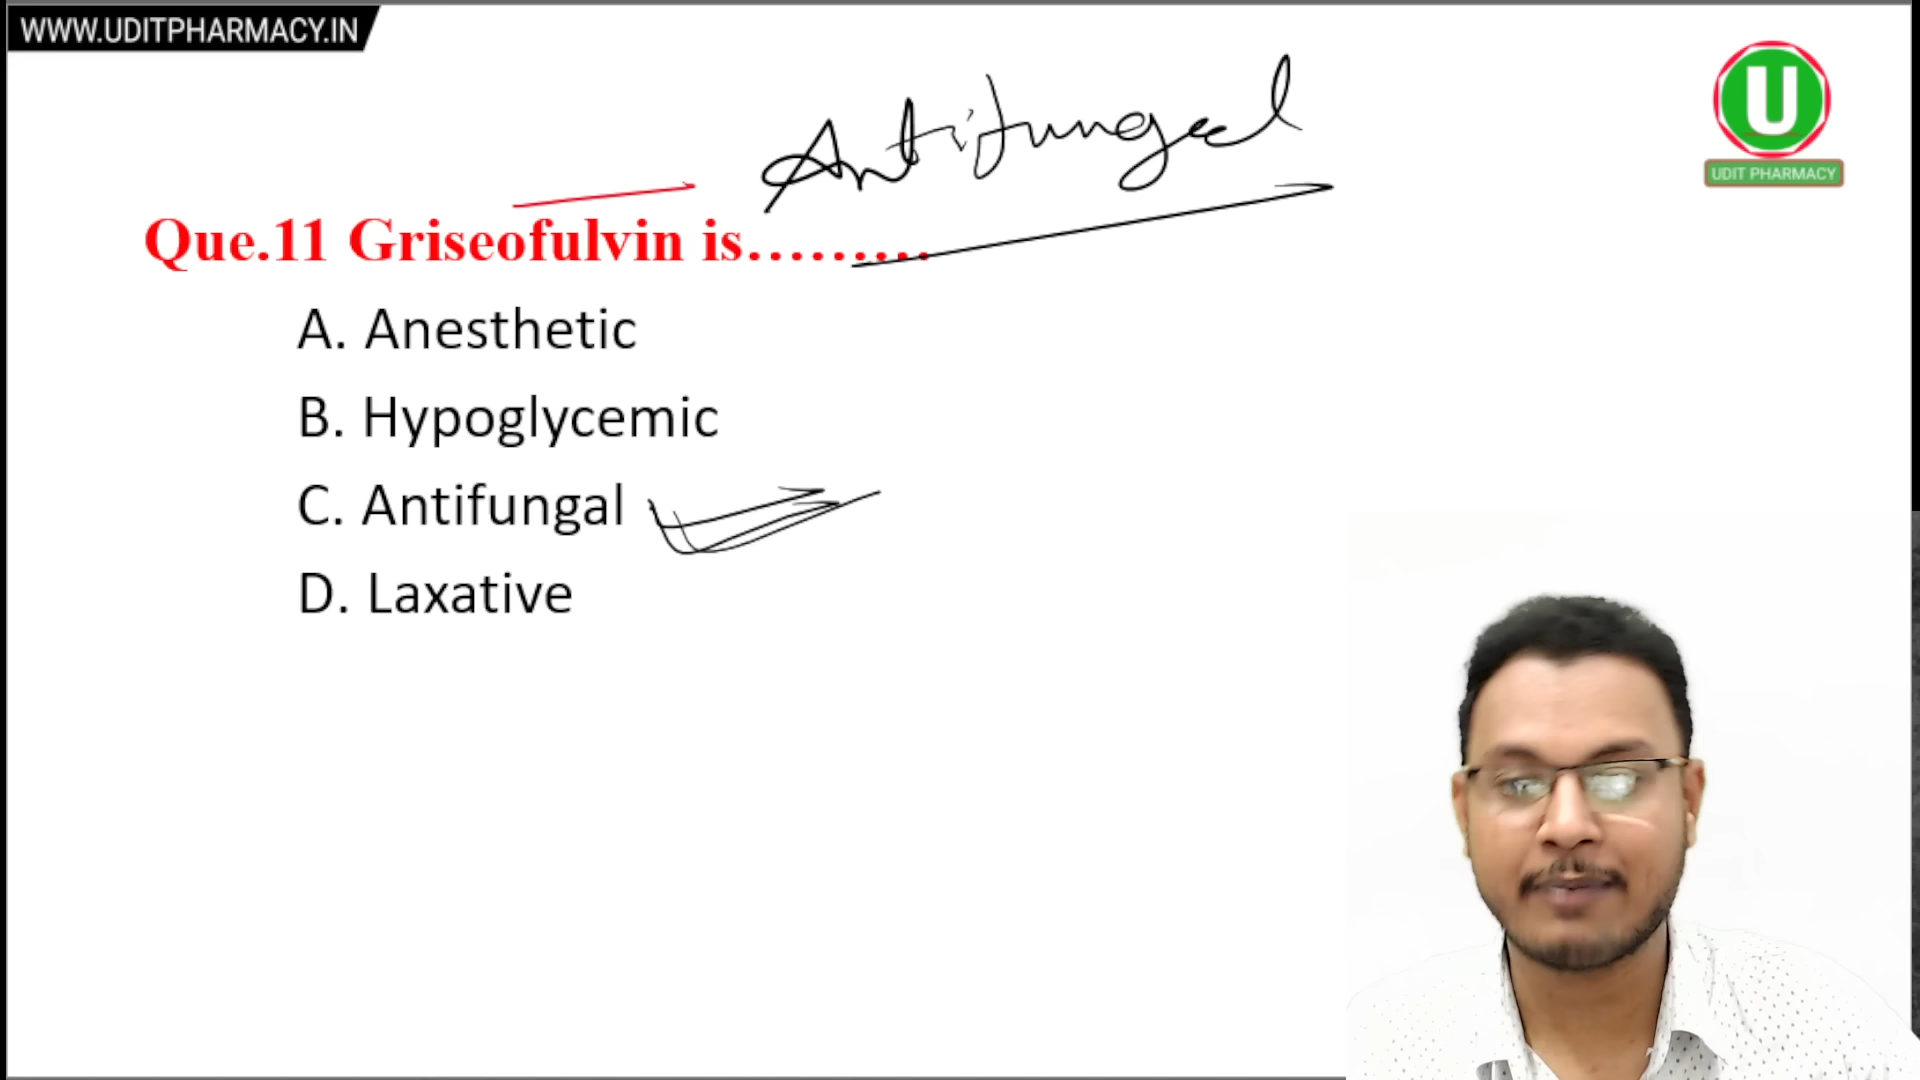 WWW.UDITPHARMACY.IN
U
UDIT PHARMACY
Antifungal
Que.11 Griseofulvin is.........
A. Anesthetic
B. Hypoglycemic
C. Antifungal
D. Laxative